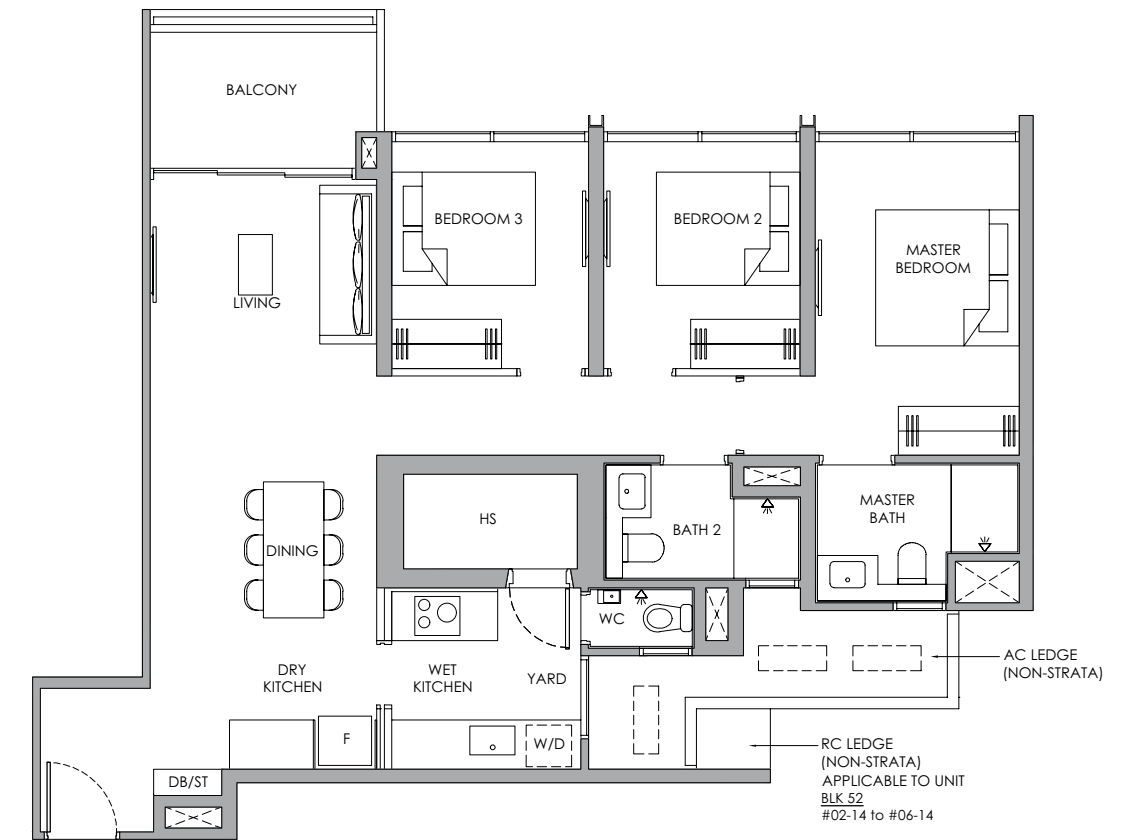 BALCONY
BEDROOM 3
BEDROOM 2
MASTER
BEDROOM
LIVING
HS
BATH 2
MASTER
BATH
DINING
WC
DRY
KITCHEN
WET
KITCHEN
YARD
AC LEDGE
(NON-STRATA)
F
W/D
RC LEDGE
(NON-STRATA)
APPLICABLE TO UNIT
BLK 52
#02-14 to #06-14
DB/ST